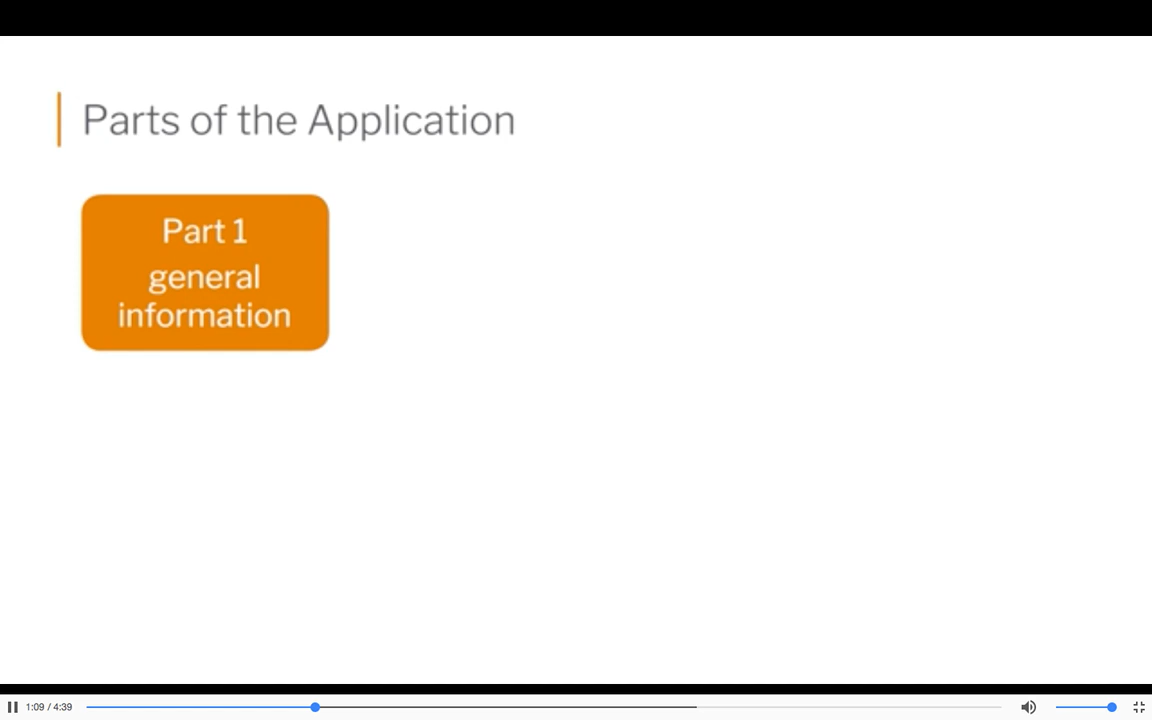 Parts of the Application
Part 1
general
information
1:09 / 4:39